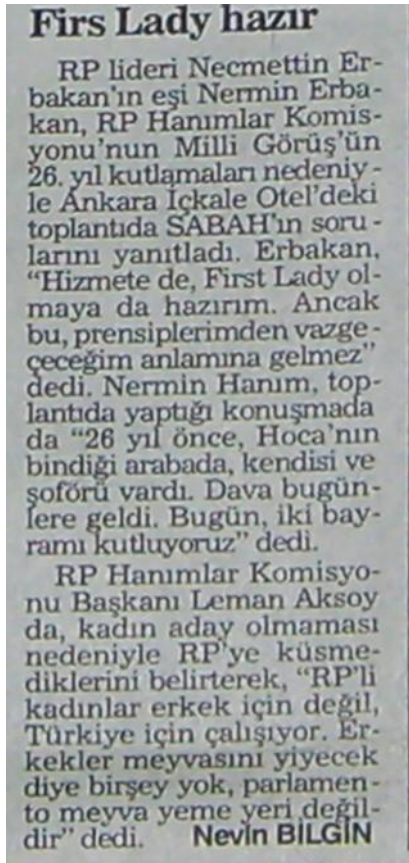 Firs Lady hazır
RP lideri Necmettin Er-
bakan'ın eşi Nermin Erba-
kan, RP Hanımlar Komis-
yonu'nun Milli Görüş'ün
26. yıl kutlamaları nedeniy-
le Ankara İçkale Otel'deki
toplantıda SABAH'ın soru-
larını yanıtladı. Erbakan,
"Hizmete de, First Lady ol-
maya da hazırım. Ancak
bu, prensiplerimden vazge-
çeceğim anlamına gelmez"
dedi. Nermin Hanım, top-
lantıda yaptığı konuşmada
da "26 yıl önce, Hoca'nın
bindiği arabada, kendisi ve
şoförü vardı. Dava bugün-
lere geldi. Bugün, iki bay-
ramı kutluyoruz" dedi.
RP Hanımlar Komisyo-
nu Başkanı Leman Aksoy
da, kadın aday olmaması
nedeniyle RP'ye küsme-
diklerini belirterek, "RP'li
kadınlar erkek için değil,
Türkiye için çalışıyor. Er-
kekler meyvasını yiyecek
diye birşey yok, parlamen-
to meyva yeme yeri değil-
dir" dedi. Nevin BİLGİN